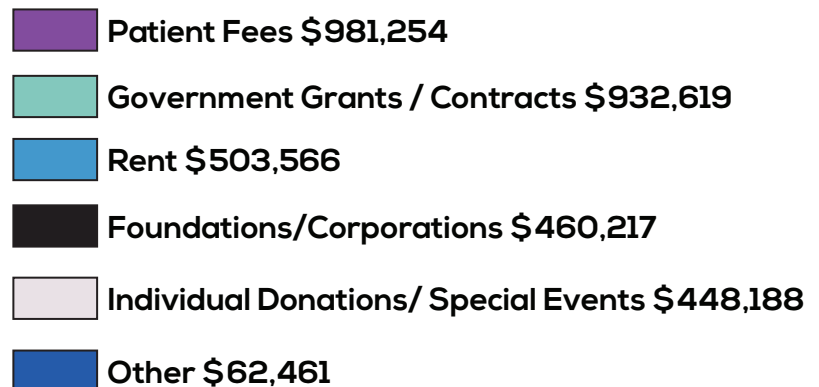 Patient Fees $981,254
Government Grants / Contracts $932,619
Rent $503,566
Foundations/Corporations $460,217
Individual Donations/ Special Events $448,188
Other $62,461